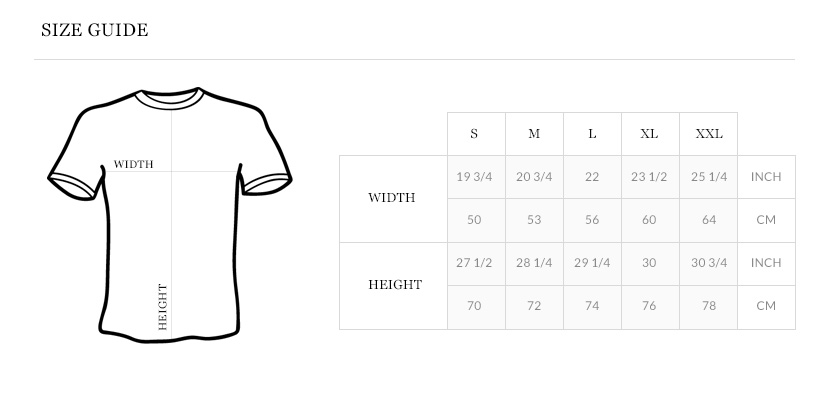 SIZE GUIDE
WIDTH
HEIGHT
S M L XL XXL
WIDTH
19 3/4 20 3/4 22 23 1/2 25 1/4 INCH
50 53 56 60 64 CM
HEIGHT
27 1/2 28 1/4 29 1/4 30 30 3/4 INCH
70 72 74 76 78 CM